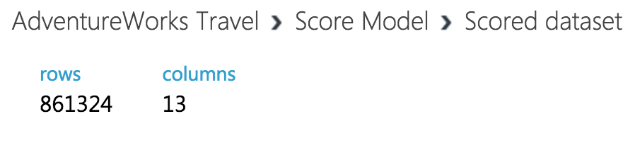 AdventureWorks Travel › Score Model › Scored dataset
rows columns
861324 13